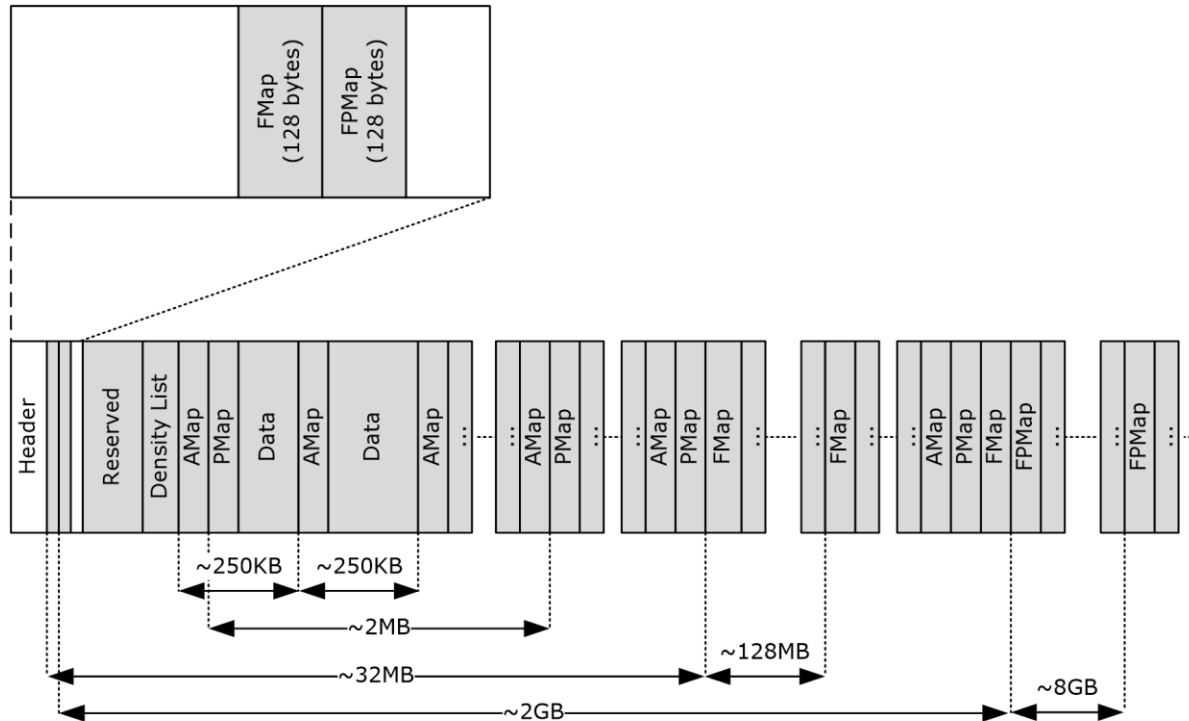 FMap
(128 bytes)
FPMap
(128 bytes)
Header
Reserved
Density List
AMap
PMap
Data
AMap
Data
AMap
...
...
AMap
PMap
...
...
AMap
PMap
FMap
...
FMap
...
...
AMap
PMap
FMap
FPMap
...
...
FPMap
...
~250KB
~250KB
~2MB
~32MB
~128MB
~2GB
~8GB